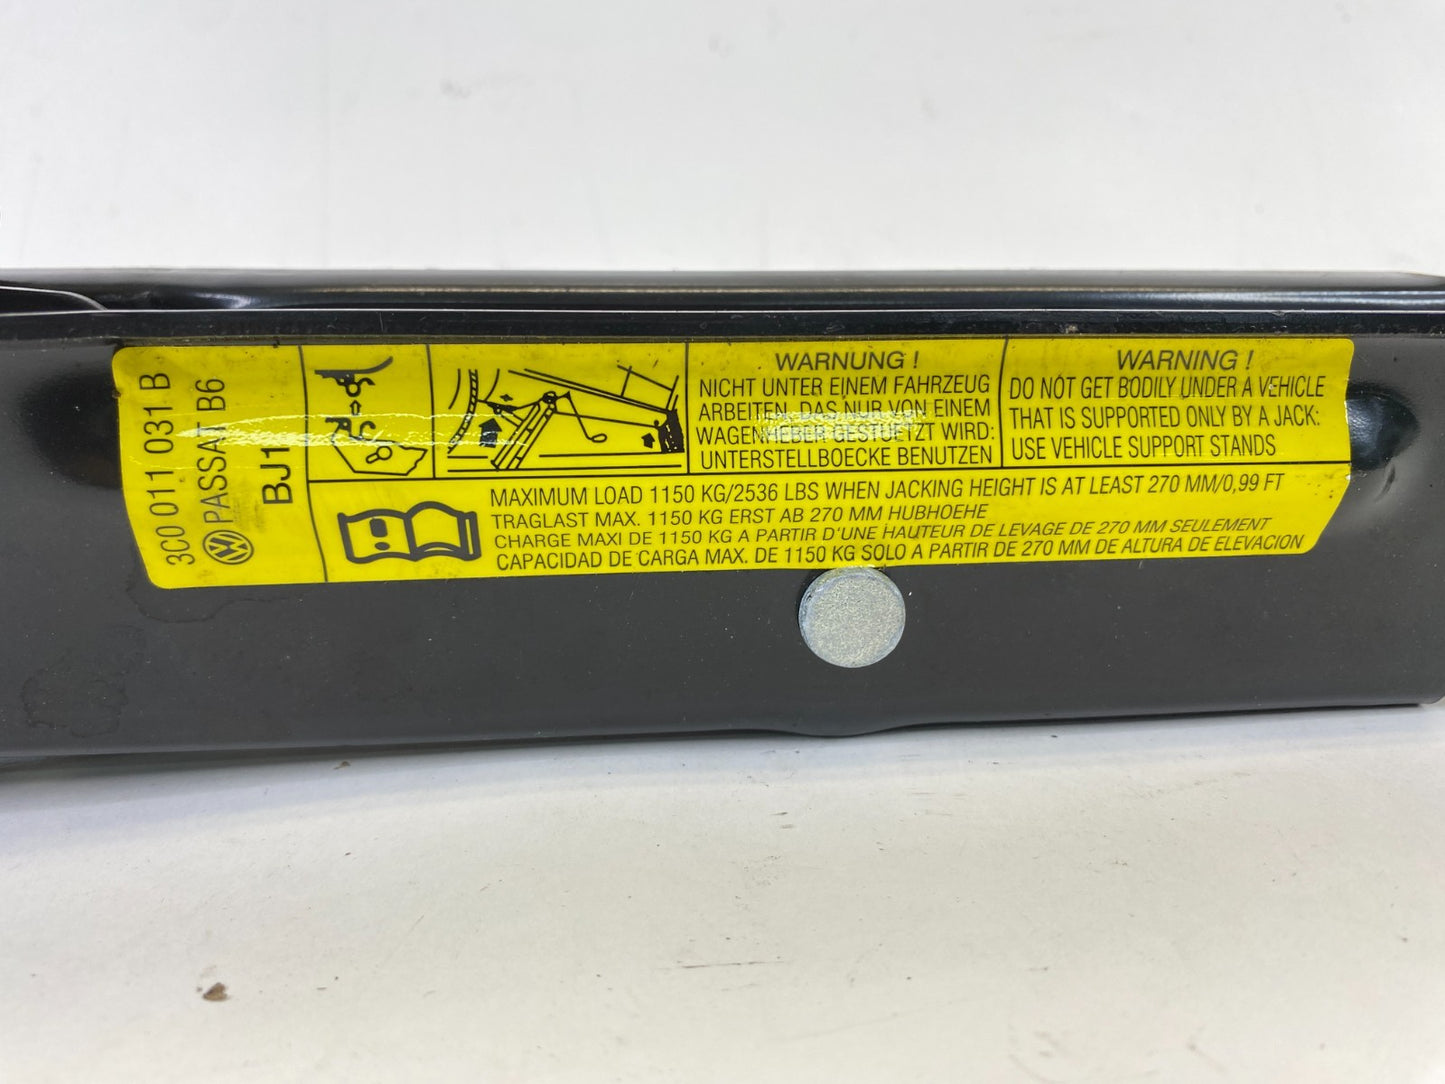 3C0 011 031 B
PASSAT B6
BJ1
WARNUNG !
NICHT UNTER EINEM FAHRZEUG
ARBEITEN, DAS NUR VON EINEM
WAGENHEBER GESTUETZT WIRD:
UNTERSTELLBOECKE BENUTZEN
WARNING !
DO NOT GET BODILY UNDER A VEHICLE
THAT IS SUPPORTED ONLY BY A JACK:
USE VEHICLE SUPPORT STANDS
MAXIMUM LOAD 1150 KG/2536 LBS WHEN JACKING HEIGHT IS AT LEAST 270 MM/0,99 FT
TRAGLAST MAX. 1150 KG ERST AB 270 MM HUBHOEHE
CHARGE MAXI DE 1150 KG A PARTIR D'UNE HAUTEUR DE LEVAGE DE 270 MM SEULEMENT
CAPACIDAD DE CARGA MAX. DE 1150 KG SOLO A PARTIR DE 270 MM DE ALTURA DE ELEVACION